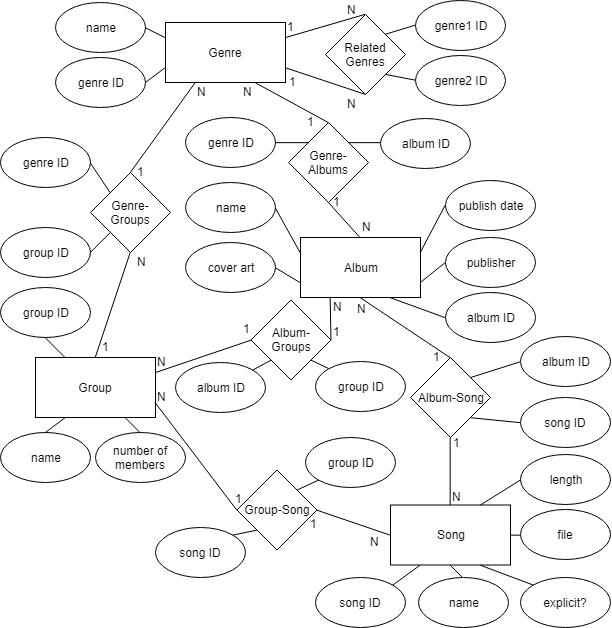 name
genre ID
Genre
1
N
1
N
Related
Genres
genre1 ID
genre2 ID
N
N
genre ID
1
genre ID
Genre-
Albums
album ID
1
Genre-
Groups
group ID
1
N
1
N
name
cover art
Album
publish date
publisher
album ID
group ID
1
Group
name
number of
members
N
N
1
Album-
Groups
N
1
album ID
group ID
N
1
Album-Song
album ID
song ID
1
N
group ID
1
Group-Song
1
song ID
N
Song
length
file
explicit?
song ID
name